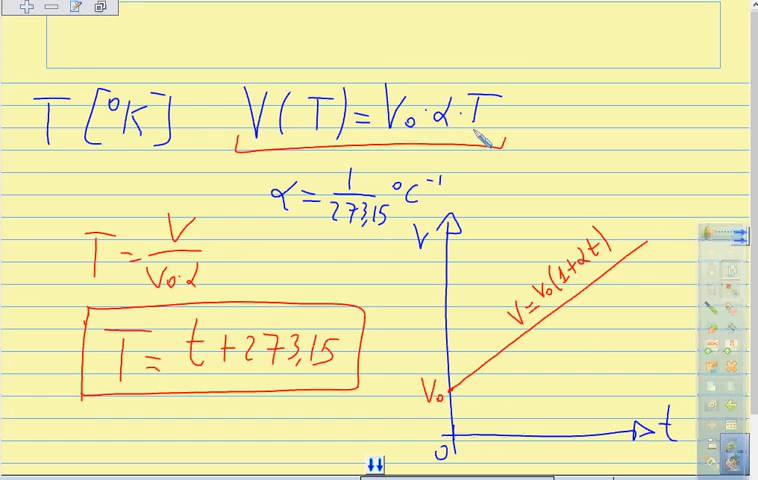 T [°K] V(T) = V₀·α·T
α = 1/273,15 °C⁻¹
T = V/V₀·α
T = t + 273,15
V
V = V₀(1+αt)
V₀
0
t